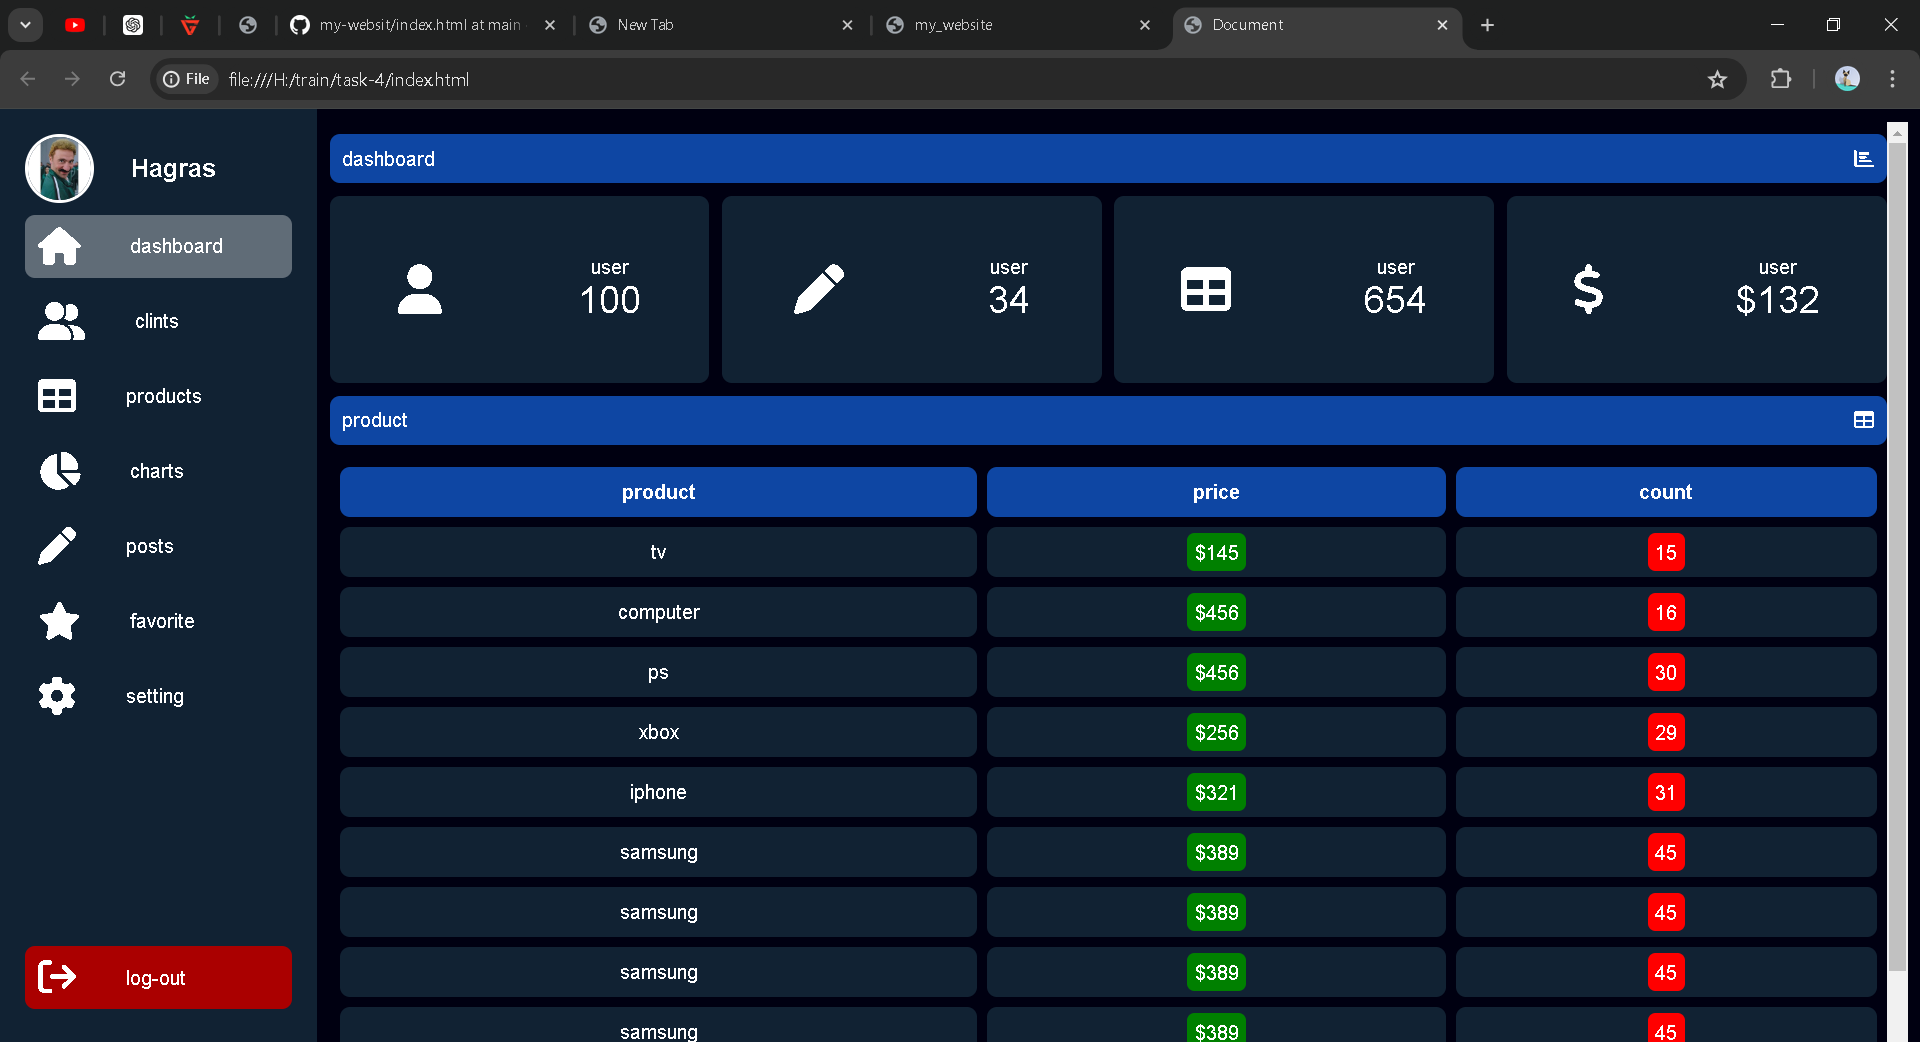 my-websit/index.html at main
New Tab
my_website
Document
File
file:///H:/train/task-4/index.html
Hagras
dashboard
clints
products
charts
posts
favorite
setting
log-out
dashboard
user
100
user
34
user
654
user
$132
product
product price count
tv $145 15
computer $456 16
ps $456 30
xbox $256 29
iphone $321 31
samsung $389 45
samsung $389 45
samsung $389 45
samsung $389 45